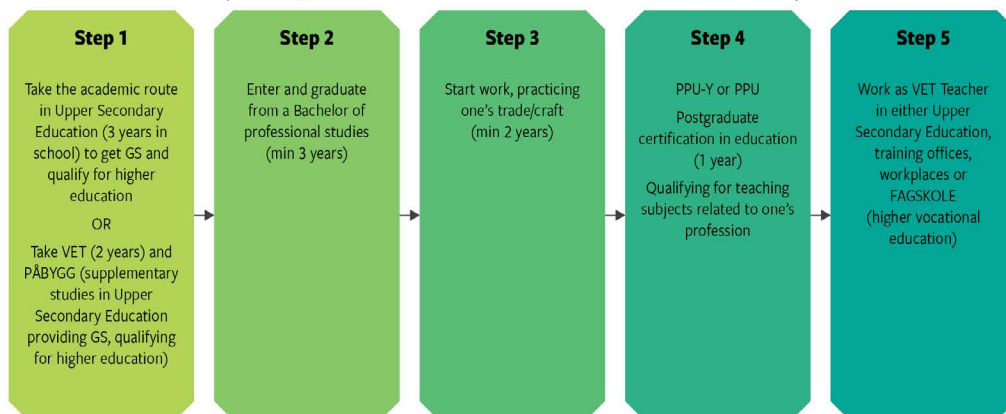 Step 1
Take the academic route
in Upper Secondary
Education (3 years in
school) to get GS and
qualify for higher
education
OR
Take VET (2 years) and
PÅBYGG (supplementary
studies in Upper
Secondary Education
providing GS, qualifying
for higher education)
Step 2
Enter and graduate
from a Bachelor of
professional studies
(min 3 years)
Step 3
Start work, practicing
one's trade/craft
(min 2 years)
Step 4
PPU-Y or PPU
Postgraduate
certification in education
(1 year)
Qualifying for teaching
subjects related to one's
profession
Step 5
Work as VET Teacher
in either Upper
Secondary Education,
training offices,
workplaces or
FAGSKOLE
(higher vocational
education)